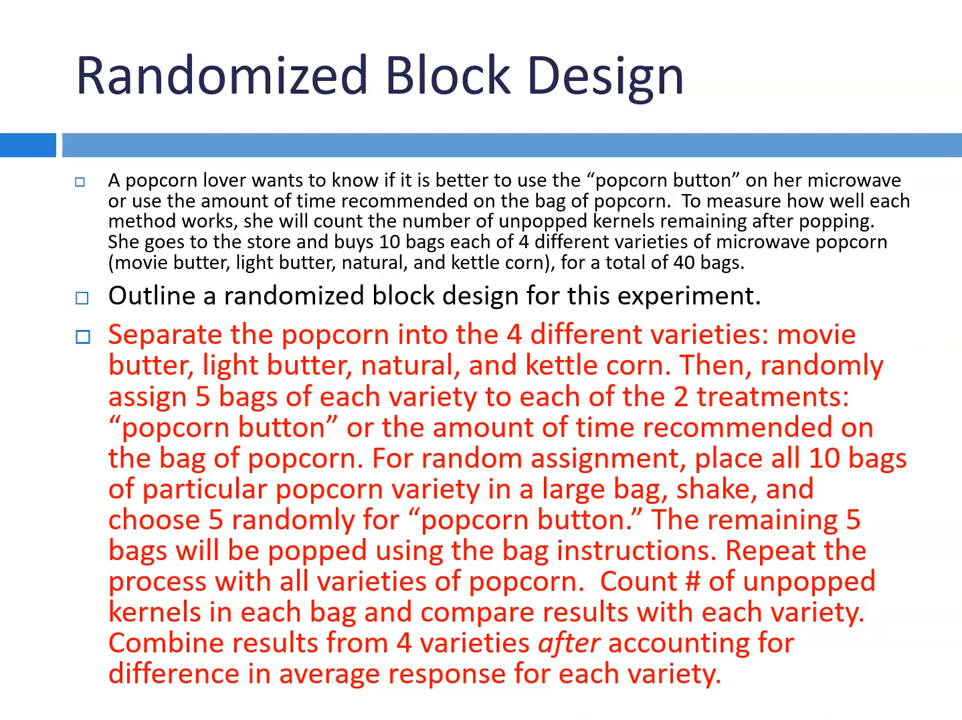 Randomized Block Design
A popcorn lover wants to know if it is better to use the “popcorn button” on her microwave
or use the amount of time recommended on the bag of popcorn.  To measure how well each
method works, she will count the number of unpopped kernels remaining after popping.
She goes to the store and buys 10 bags each of 4 different varieties of microwave popcorn
(movie butter, light butter, natural, and kettle corn), for a total of 40 bags.
Outline a randomized block design for this experiment.
Separate the popcorn into the 4 different varieties: movie
butter, light butter, natural, and kettle corn. Then, randomly
assign 5 bags of each variety to each of the 2 treatments:
“popcorn button” or the amount of time recommended on
the bag of popcorn. For random assignment, place all 10 bags
of particular popcorn variety in a large bag, shake, and
choose 5 randomly for “popcorn button.” The remaining 5
bags will be popped using the bag instructions. Repeat the
process with all varieties of popcorn.  Count # of unpopped
kernels in each bag and compare results with each variety.
Combine results from 4 varieties after accounting for
difference in average response for each variety.